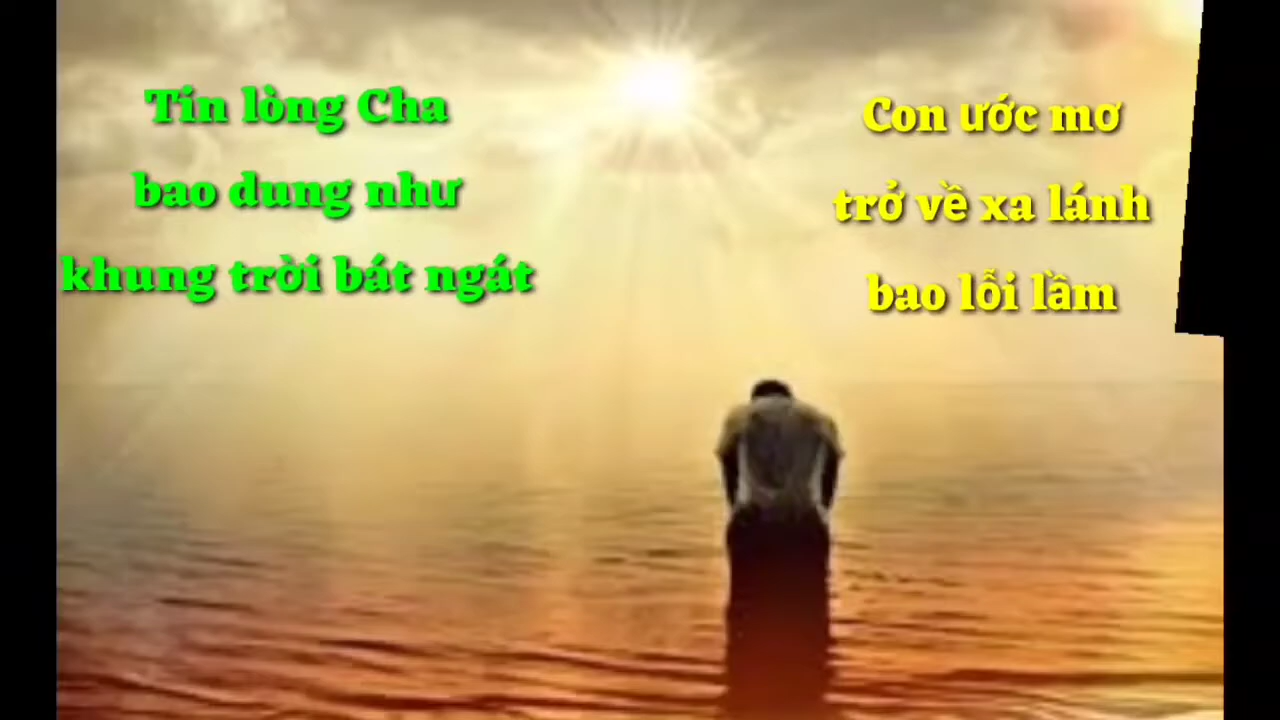 Tin lòng Cha
bao dung như
khung trời bát ngát
Con ước mơ
trở về xa lánh
bao lỗi lầm